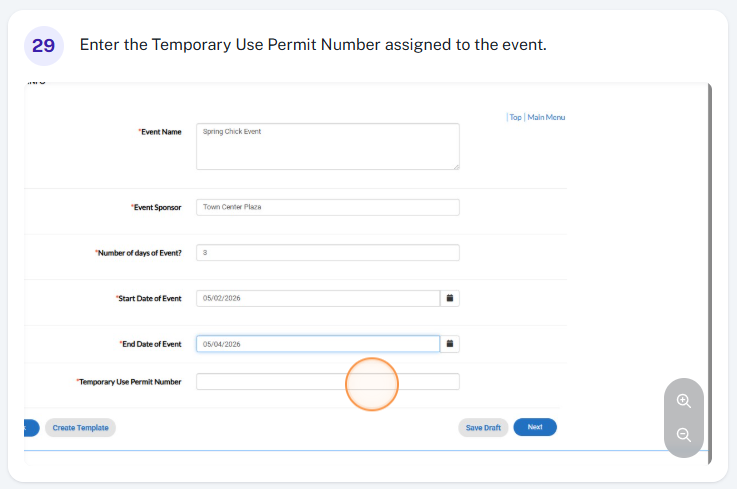 29 Enter the Temporary Use Permit Number assigned to the event.
| Top | Main Menu
*Event Name Spring Chick Event
*Event Sponsor Town Center Plaza
*Number of days of Event? 3
*Start Date of Event 05/02/2026
*End Date of Event 05/04/2026
*Temporary Use Permit Number
Create Template Save Draft Next